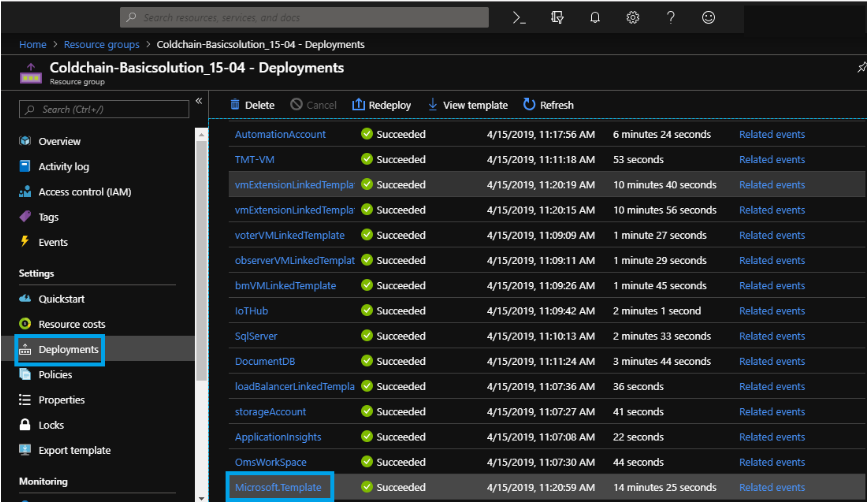 Search resources, services, and docs
Home > Resource groups > Coldchain-Basicsolution_15-04 - Deployments
Coldchain-Basicsolution_15-04 - Deployments
Resource group
Search (Ctrl+/)
Overview
Activity log
Access control (IAM)
Tags
Events
Settings
Quickstart
Resource costs
Deployments
Policies
Properties
Locks
Export template
Monitoring
Delete Cancel Redeploy View template Refresh
AutomationAccount Succeeded 4/15/2019, 11:17:56 AM 6 minutes 24 seconds Related events
TMT-VM Succeeded 4/15/2019, 11:11:18 AM 53 seconds Related events
vmExtensionLinkedTempla Succeeded 4/15/2019, 11:20:19 AM 10 minutes 40 seconds Related events
vmExtensionLinkedTempla Succeeded 4/15/2019, 11:20:15 AM 10 minutes 56 seconds Related events
voterVMLinkedTemplate Succeeded 4/15/2019, 11:09:09 AM 1 minute 27 seconds Related events
observerVMLinkedTemplat Succeeded 4/15/2019, 11:09:11 AM 1 minute 29 seconds Related events
bmVMLinkedTemplate Succeeded 4/15/2019, 11:09:26 AM 1 minute 45 seconds Related events
IoTHub Succeeded 4/15/2019, 11:09:42 AM 2 minutes 1 second Related events
SqlServer Succeeded 4/15/2019, 11:10:13 AM 2 minutes 33 seconds Related events
DocumentDB Succeeded 4/15/2019, 11:11:24 AM 3 minutes 44 seconds Related events
loadBalancerLinkedTempla Succeeded 4/15/2019, 11:07:36 AM 36 seconds Related events
storageAccount Succeeded 4/15/2019, 11:07:27 AM 41 seconds Related events
ApplicationInsights Succeeded 4/15/2019, 11:07:08 AM 22 seconds Related events
OmsWorkSpace Succeeded 4/15/2019, 11:07:30 AM 44 seconds Related events
Microsoft.Template Succeeded 4/15/2019, 11:20:59 AM 14 minutes 25 seconds Related events